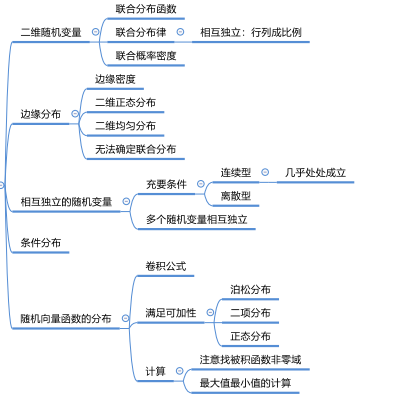 联合分布函数
二维随机变量
联合分布律
相互独立：行列成比例
联合概率密度
边缘密度
二维正态分布
边缘分布
二维均匀分布
无法确定联合分布
充要条件
连续型
几乎处处成立
离散型
相互独立的随机变量
多个随机变量相互独立
条件分布
卷积公式
泊松分布
随机向量函数的分布
满足可加性
二项分布
正态分布
计算
注意找被积函数非零域
最大值最小值的计算